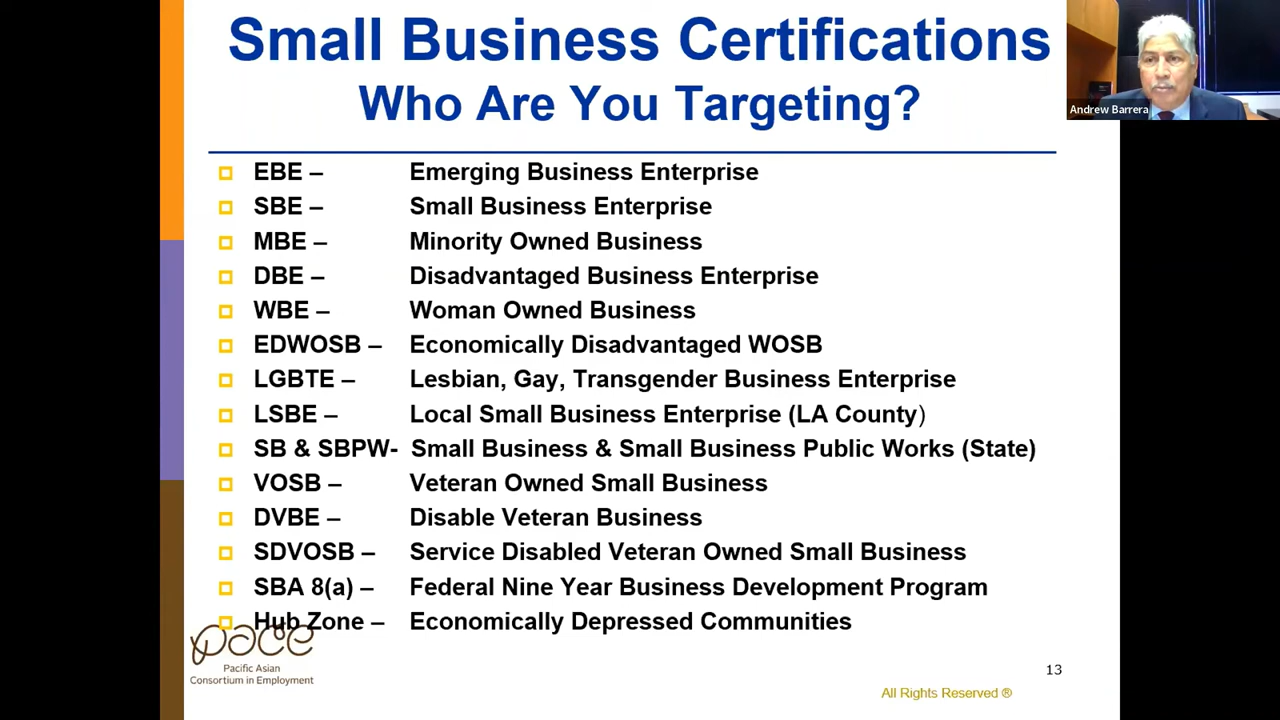 Small Business Certifications
Who Are You Targeting?
Andrew Barrera
EBE – Emerging Business Enterprise
SBE – Small Business Enterprise
MBE – Minority Owned Business
DBE – Disadvantaged Business Enterprise
WBE – Woman Owned Business
EDWOSB – Economically Disadvantaged WOSB
LGBTE – Lesbian, Gay, Transgender Business Enterprise
LSBE – Local Small Business Enterprise (LA County)
SB & SBPW- Small Business & Small Business Public Works (State)
VOSB – Veteran Owned Small Business
DVBE – Disable Veteran Business
SDVOSB – Service Disabled Veteran Owned Small Business
SBA 8(a) – Federal Nine Year Business Development Program
Hub Zone – Economically Depressed Communities
pace
Pacific Asian
Consortium in Employment
13
All Rights Reserved ®